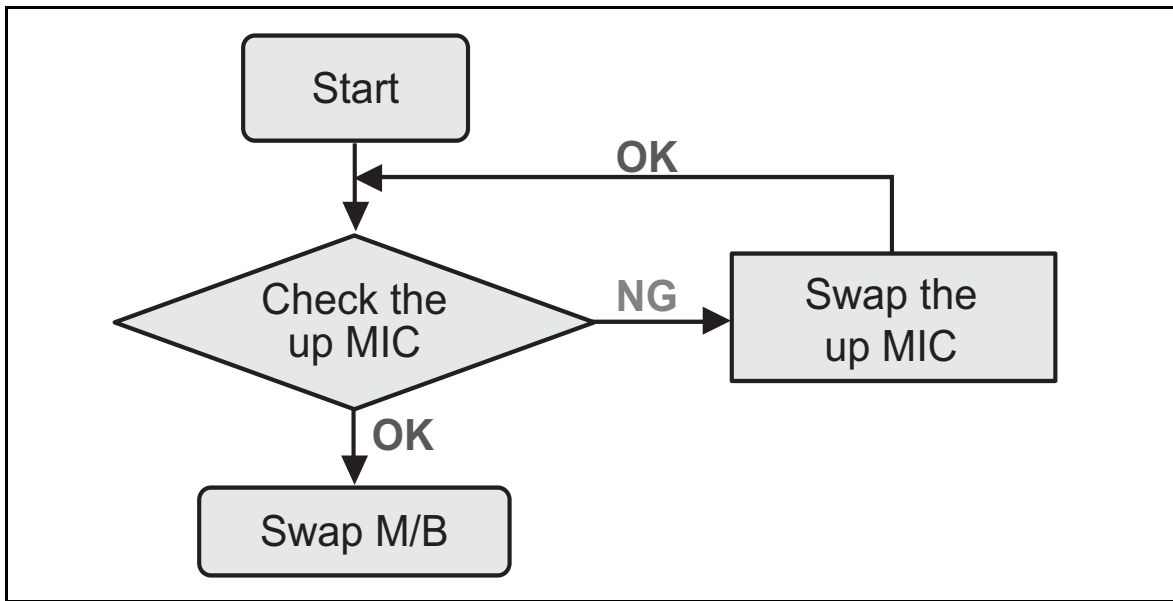 Start
OK
Check the
up MIC
NG
Swap the
up MIC
OK
Swap M/B